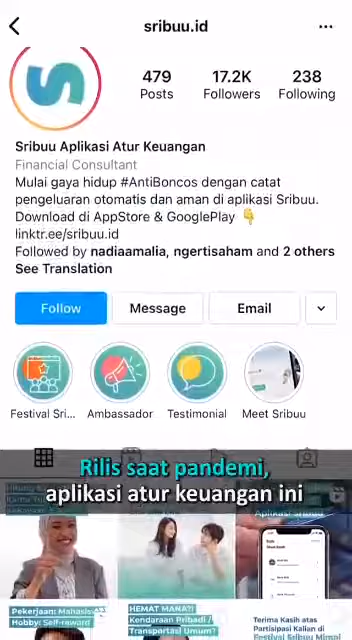 sribuu.id
479
17.2K
238
Posts
Followers
Following
Sribuu Aplikasi Atur Keuangan
Financial Consultant
Mulai gaya hidup #AntiBoncos dengan catat
pengeluaran otomatis dan aman di aplikasi Sribuu.
Download di AppStore & GooglePlay 👇
linktr.ee/sribuu.id
Followed by nadiaamalia, ngertisaham and 2 others
See Translation
Follow
Message
Email
Festival Sri...
Ambassador
Testimonial
Meet Sribuu
Rilis saat pandemi,
aplikasi atur keuangan ini
Aplikasi Sribuu
Pekerjaan: Mahasis
Hobby: Self-reward
HEMAT MANA?!
Kendaraan Pribadi /
Transportasi Umum?
Terima Kasih atas
Partisipasi Kalian di
Festival Sribuu Mimpi